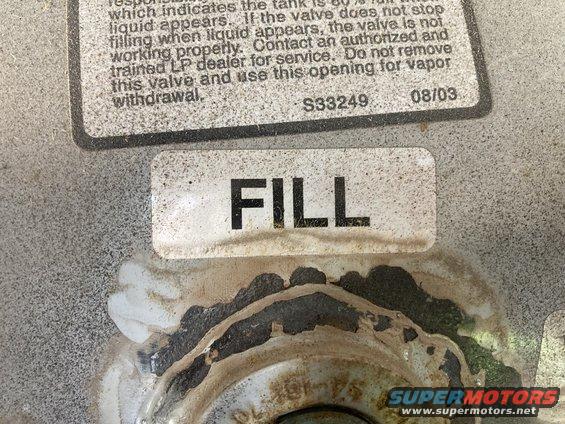 which indicates the tank is 80% full when
liquid appears. If the valve does not stop
filling when liquid appears, the valve is not
working properly. Contact an authorized and
trained LP dealer for service. Do not remove
this valve and use this opening for vapor
withdrawal.
S33249 08/03
FILL
SUPERMOTORS
www.supermotors.net